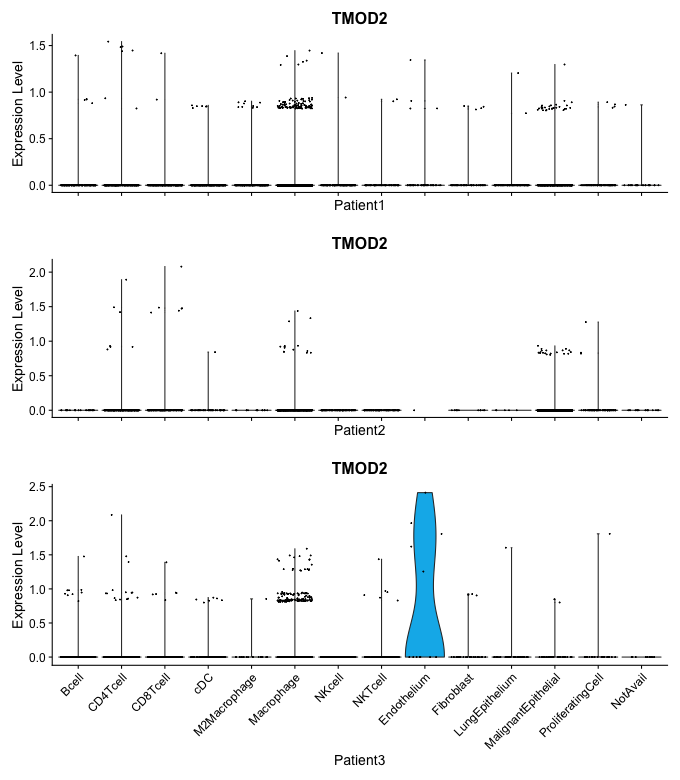 TMOD2
Expression Level
1.5
1.0
0.5
0.0
Patient1
TMOD2
Expression Level
2.0
1.5
1.0
0.5
0.0
Patient2
TMOD2
Expression Level
2.5
2.0
1.5
1.0
0.5
0.0
Bcell
CD4Tcell
CD8Tcell
cDC
M2Macrophage
Macrophage
NKcell
NKTcell
Endothelium
Fibroblast
LungEpithelium
MalignantEpithelial
ProliferatingCell
NotAvail
Patient3